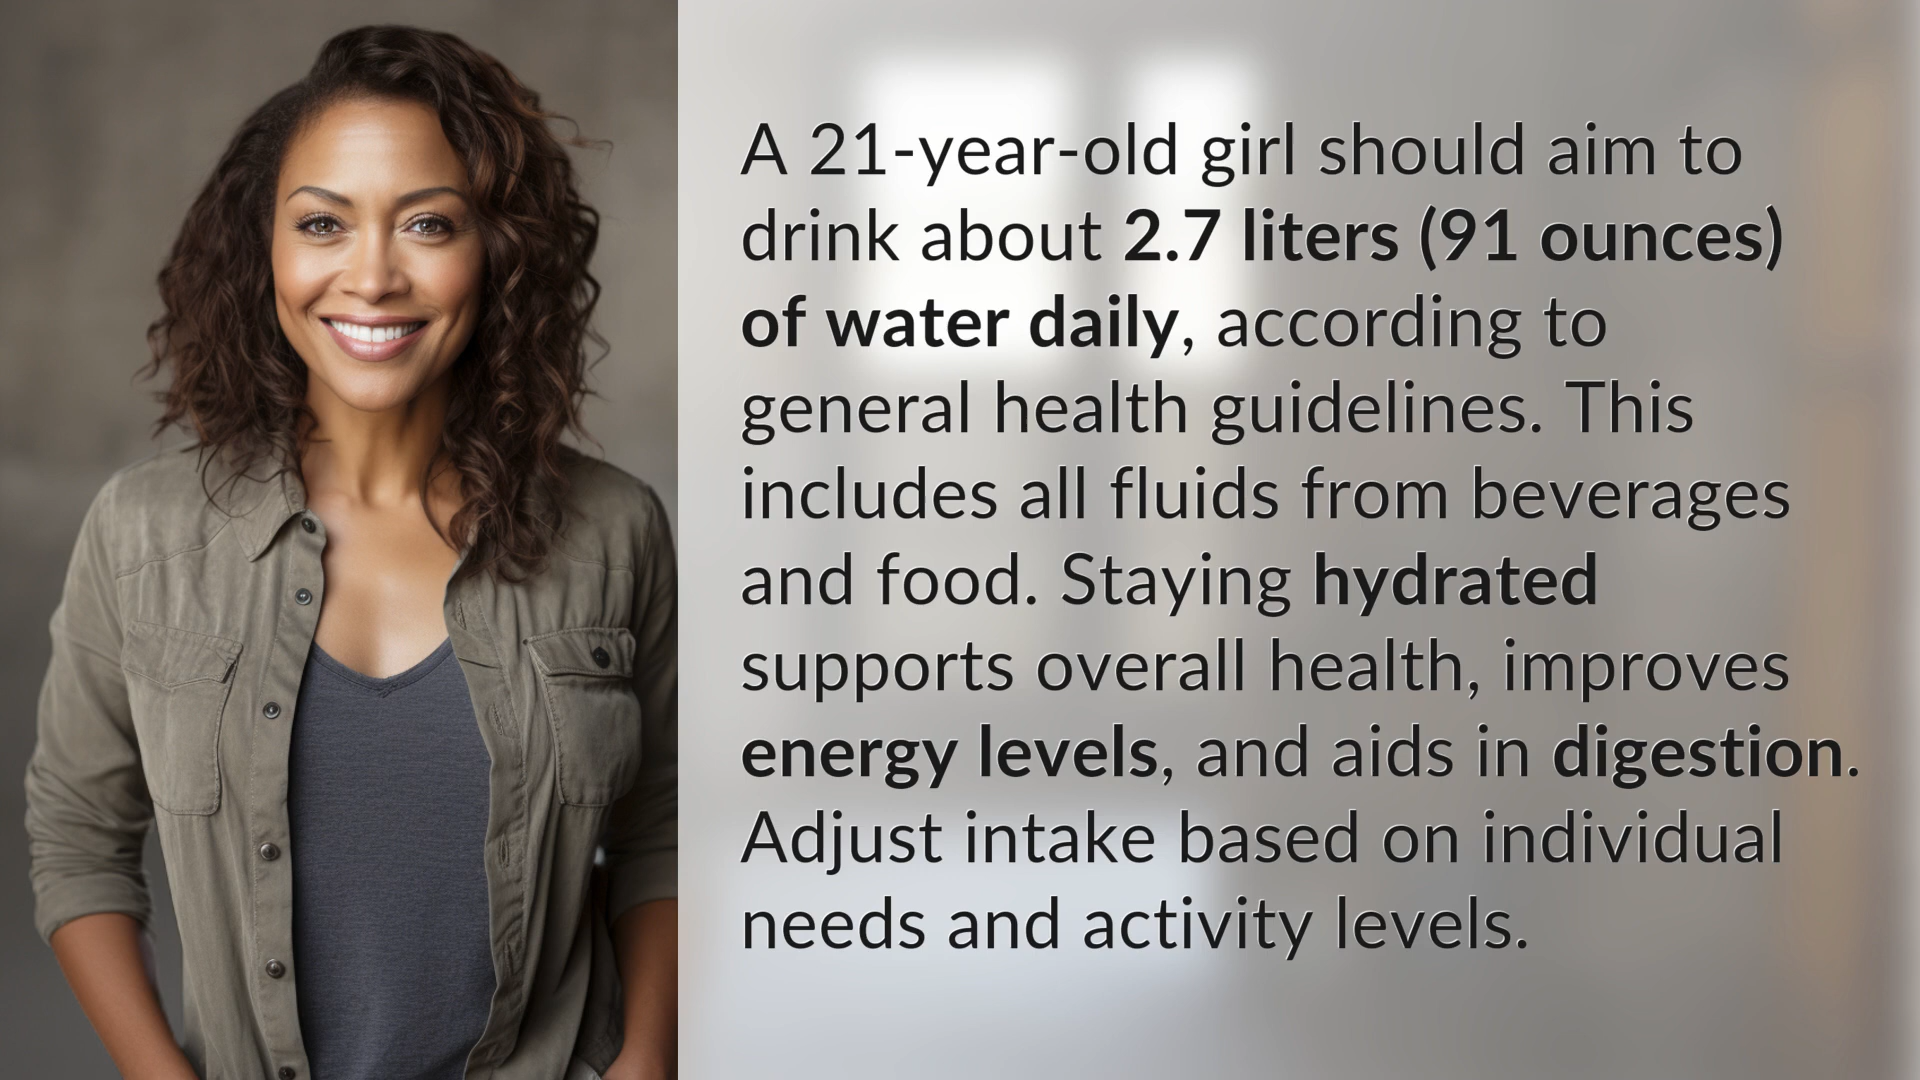 A 21-year-old girl should aim to
drink about 2.7 liters (91 ounces)
of water daily, according to
general health guidelines. This
includes all fluids from beverages
and food. Staying hydrated
supports overall health, improves
energy levels, and aids in digestion.
Adjust intake based on individual
needs and activity levels.